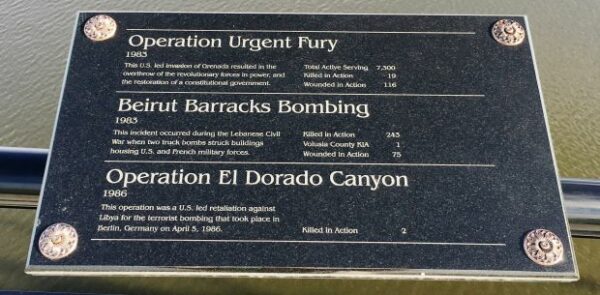 Operation Urgent Fury
1983
This U.S. led invasion of Grenada resulted in the
overthrow of the revolutionary forces in power, and
the restoration of a constitutional government.
Total Active Serving 7,300
Killed in Action 19
Wounded in Action 116
Beirut Barracks Bombing
1983
This incident occurred during the Lebanese Civil
War when two truck bombs struck buildings
housing U.S. and French military forces.
Killed in Action 243
Volusia County KIA 1
Wounded in Action 75
Operation El Dorado Canyon
1986
This operation was a U.S. led retaliation against
Libya for the terrorist bombing that took place in
Berlin, Germany on April 5, 1986.
Killed in Action 2